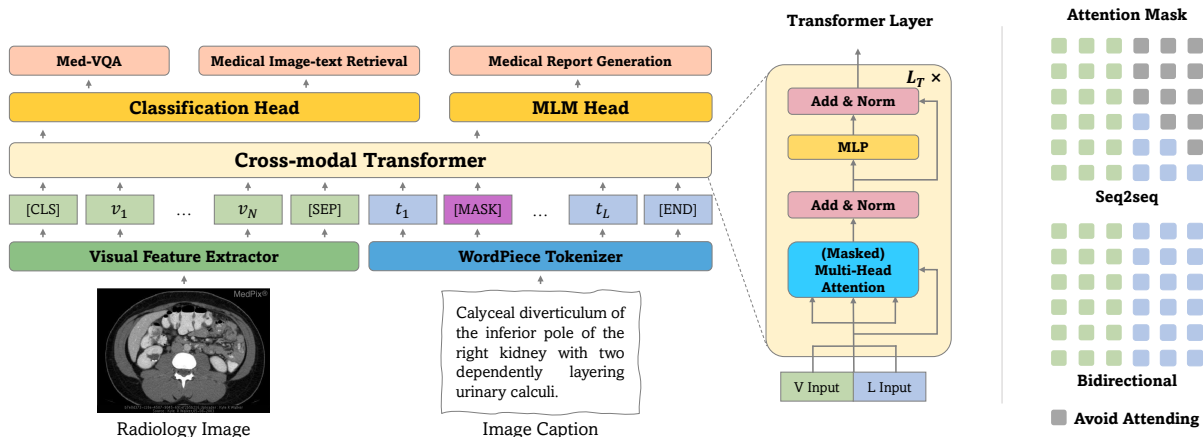 Transformer Layer
Attention Mask
Med-VQA
Medical Image-text Retrieval
Medical Report Generation
Classification Head
MLM Head
Cross-modal Transformer
[CLS]
v1
...
vN
[SEP]
t1
[MASK]
...
tL
[END]
Visual Feature Extractor
WordPiece Tokenizer
MedPix®
Calyceal diverticulum of
the inferior pole of the
right kidney with two
dependently layering
urinary calculi.
Radiology Image
Image Caption
LT ×
Add & Norm
MLP
Add & Norm
(Masked)
Multi-Head
Attention
V Input
L Input
Seq2seq
Bidirectional
Avoid Attending